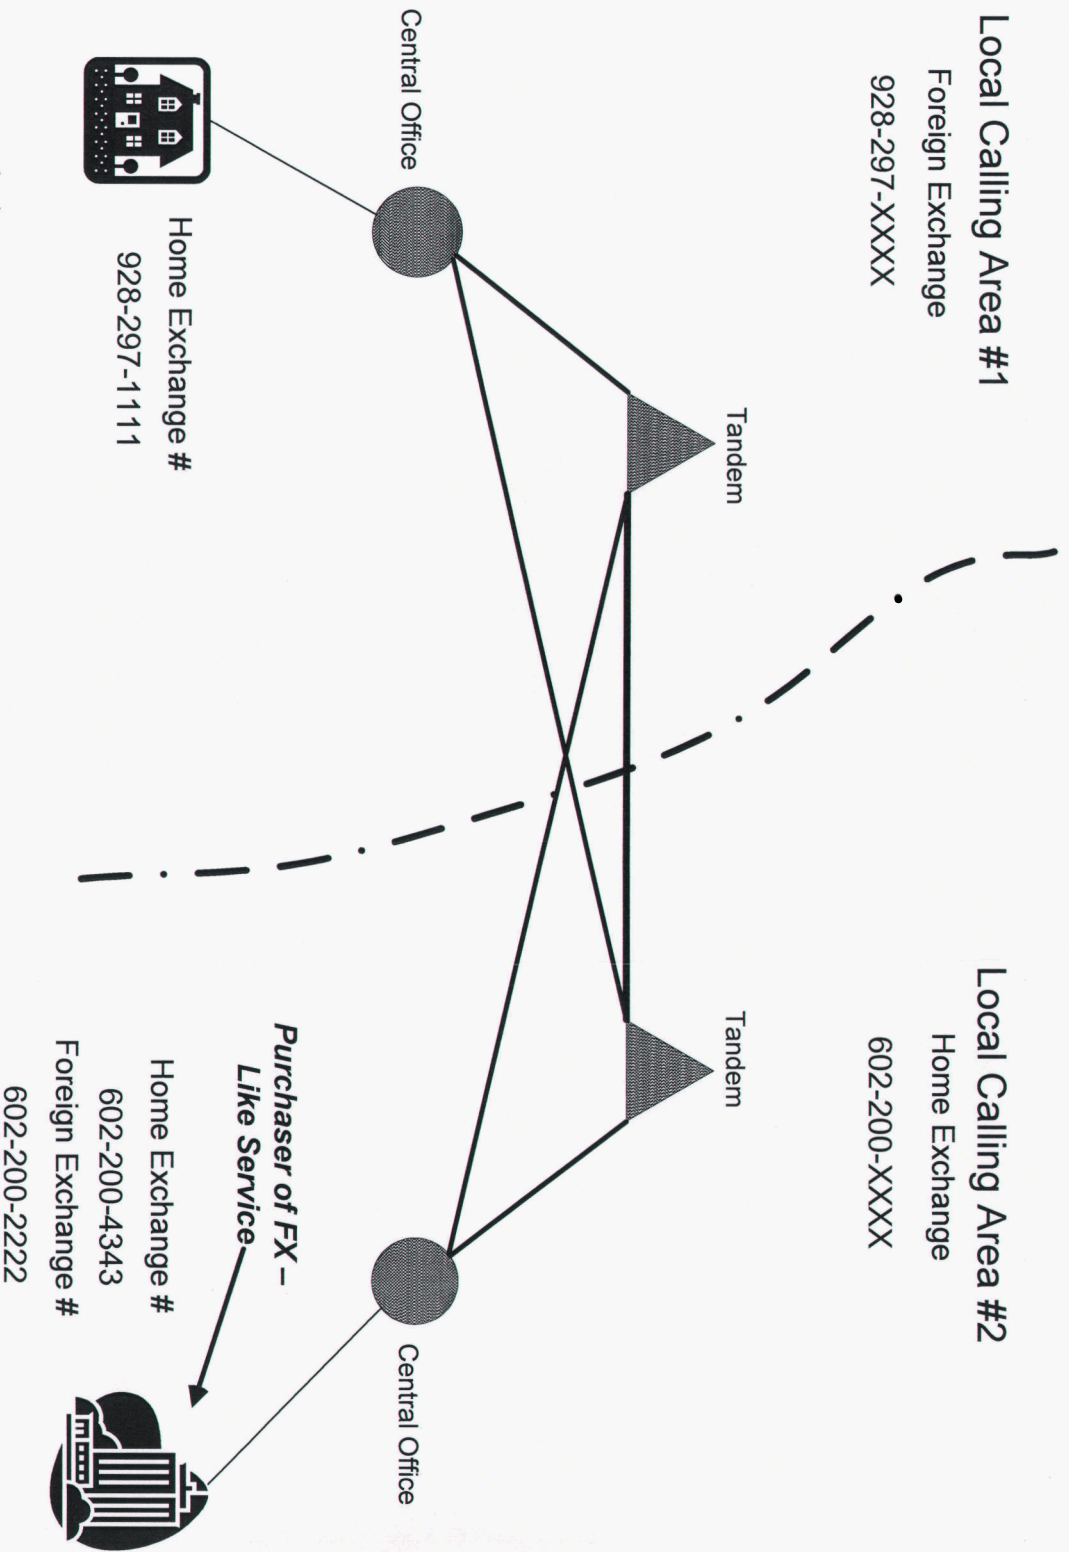 Local Calling Area #1
Foreign Exchange
928-297-XXXX
Local Calling Area #2
Home Exchange
602-200-XXXX
Tandem
Tandem
Central Office
Central Office
Home Exchange #
928-297-1111
Purchaser of FX –
Like Service
Home Exchange #
602-200-4343
Foreign Exchange #
602-200-2222